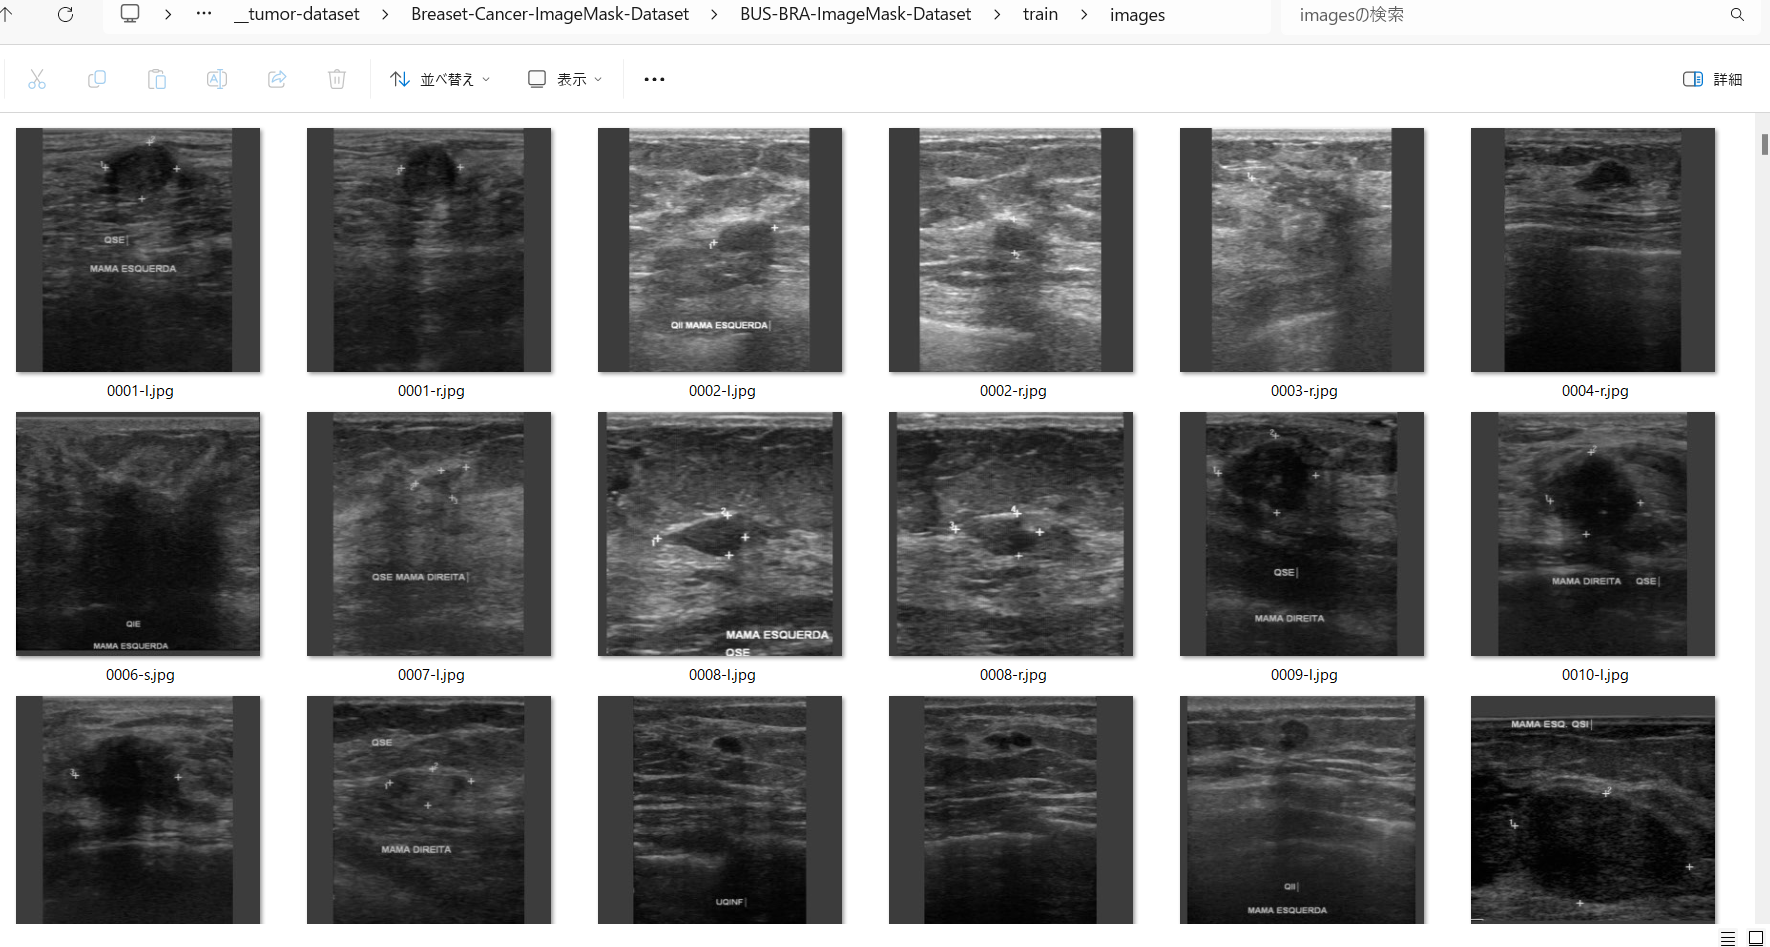 … > __tumor-dataset > Breaset-Cancer-ImageMask-Dataset > BUS-BRA-ImageMask-Dataset > train > images
imagesの検索
並べ替え
表示
詳細
QSE
MAMA ESQUERDA
QII MAMA ESQUERDA
0001-l.jpg 0001-r.jpg 0002-l.jpg 0002-r.jpg 0003-r.jpg 0004-r.jpg
QIE
MAMA ESQUERDA
QSE MAMA DIREITA
MAMA ESQUERDA
QSE
QSE
MAMA DIREITA
MAMA DIREITA QSE
0006-s.jpg 0007-l.jpg 0008-l.jpg 0008-r.jpg 0009-l.jpg 0010-l.jpg
QSE
MAMA DIREITA
UQINF
QII
MAMA ESQUERDA
MAMA ESQ. QSI